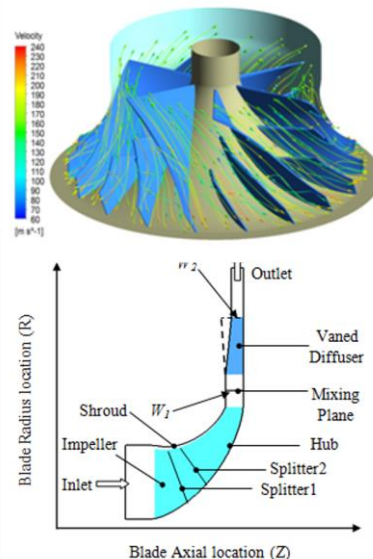 Velocity
240
230
220
210
200
190
180
170
160
150
140
130
120
110
100
90
80
70
60
[m s^-1]
W2
Outlet
Vaned
Diffuser
Mixing
Plane
W1
Shroud
Impeller
Hub
Splitter2
Inlet
Splitter1
Blade Radius location (R)
Blade Axial location (Z)